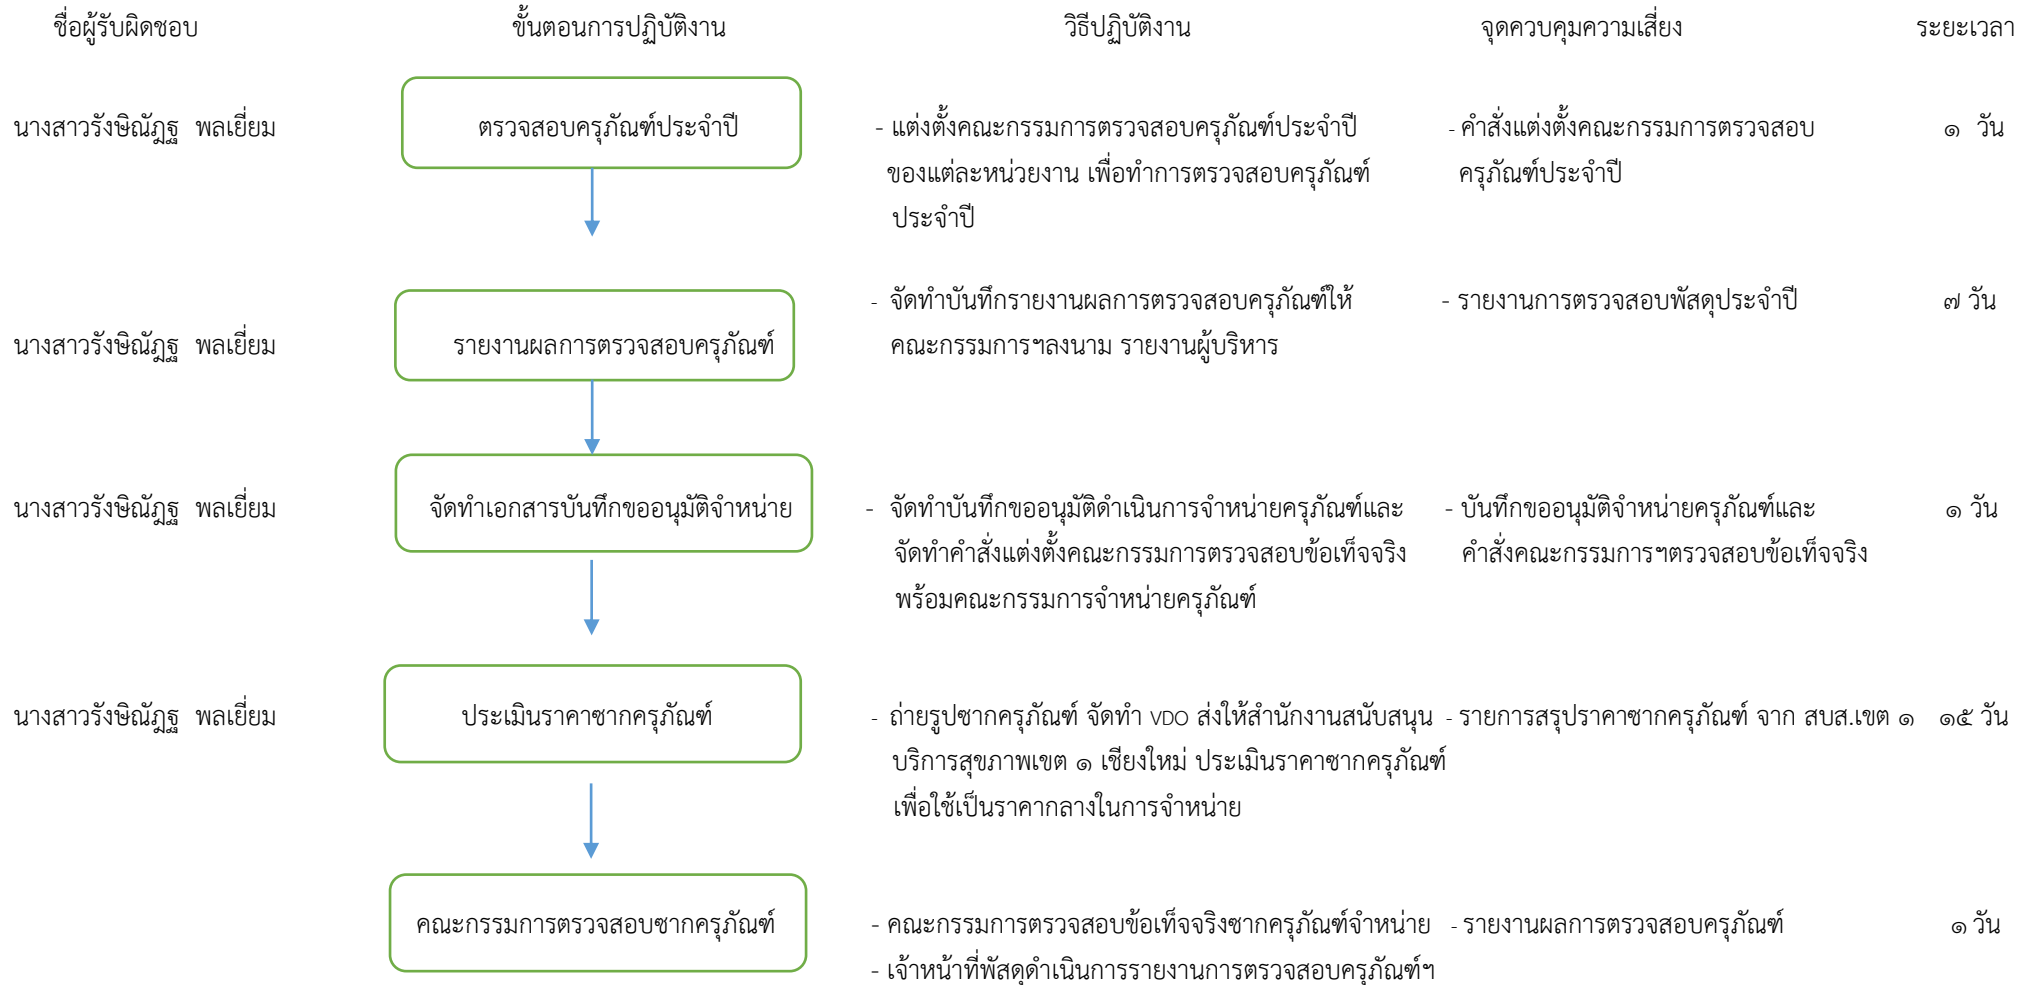 ชื่อผู้รับผิดชอบ ขั้นตอนการปฏิบัติงาน วิธีปฏิบัติงาน จุดควบคุมความเสี่ยง ระยะเวลา
นางสาวรังษิณัฏฐ พลเยี่ยม ตรวจสอบครุภัณฑ์ประจำปี - แต่งตั้งคณะกรรมการตรวจสอบครุภัณฑ์ประจำปี - คำสั่งแต่งตั้งคณะกรรมการตรวจสอบ ๑ วัน
ของแต่ละหน่วยงาน เพื่อทำการตรวจสอบครุภัณฑ์ ครุภัณฑ์ประจำปี
ประจำปี
- จัดทำบันทึกรายงานผลการตรวจสอบครุภัณฑ์ให้ - รายงานการตรวจสอบพัสดุประจำปี ๗ วัน
นางสาวรังษิณัฏฐ พลเยี่ยม รายงานผลการตรวจสอบครุภัณฑ์ คณะกรรมการฯลงนาม รายงานผู้บริหาร
นางสาวรังษิณัฏฐ พลเยี่ยม จัดทำเอกสารบันทึกขออนุมัติจำหน่าย - จัดทำบันทึกขออนุมัติดำเนินการจำหน่ายครุภัณฑ์และ - บันทึกขออนุมัติจำหน่ายครุภัณฑ์และ ๑ วัน
จัดทำคำสั่งแต่งตั้งคณะกรรมการตรวจสอบข้อเท็จจริง คำสั่งคณะกรรมการฯตรวจสอบข้อเท็จจริง
พร้อมคณะกรรมการจำหน่ายครุภัณฑ์
นางสาวรังษิณัฏฐ พลเยี่ยม ประเมินราคาซากครุภัณฑ์ - ถ่ายรูปซากครุภัณฑ์ จัดทำ VDO ส่งให้สำนักงานสนับสนุน - รายการสรุปราคาซากครุภัณฑ์ จาก สบส.เขต ๑ ๑๕ วัน
บริการสุขภาพเขต ๑ เชียงใหม่ ประเมินราคาซากครุภัณฑ์
เพื่อใช้เป็นราคากลางในการจำหน่าย
คณะกรรมการตรวจสอบซากครุภัณฑ์ - คณะกรรมการตรวจสอบข้อเท็จจริงซากครุภัณฑ์จำหน่าย - รายงานผลการตรวจสอบครุภัณฑ์ ๑ วัน
- เจ้าหน้าที่พัสดุดำเนินการรายงานการตรวจสอบครุภัณฑ์ฯ